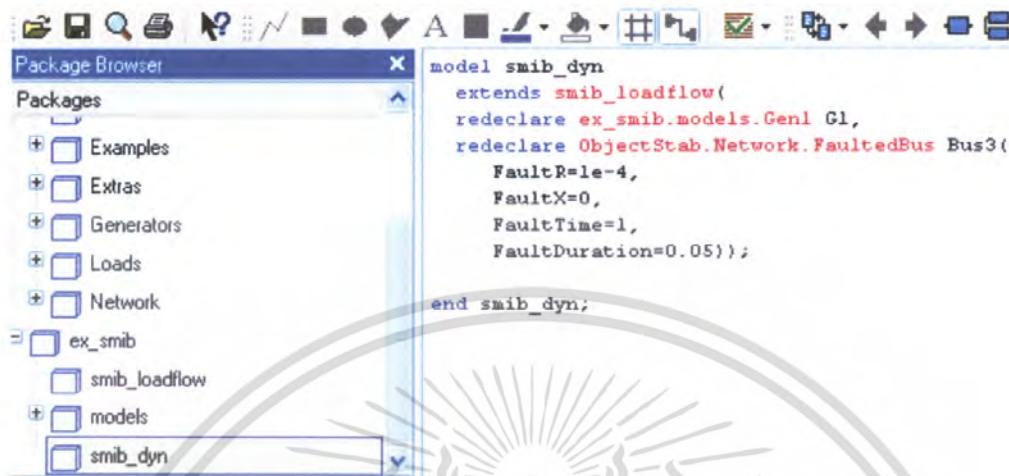 Package Browser
Packages
Examples
Extras
Generators
Loads
Network
ex_smib
smib_loadflow
models
smib_dyn
model smib_dyn
extends smib_loadflow(
redeclare ex_smib.models.Gen1 G1,
redeclare ObjectStab.Network.FaultedBus Bus3(
FaultR=1e-4,
FaultX=0,
FaultTime=1,
FaultDuration=0.05));
end smib_dyn;